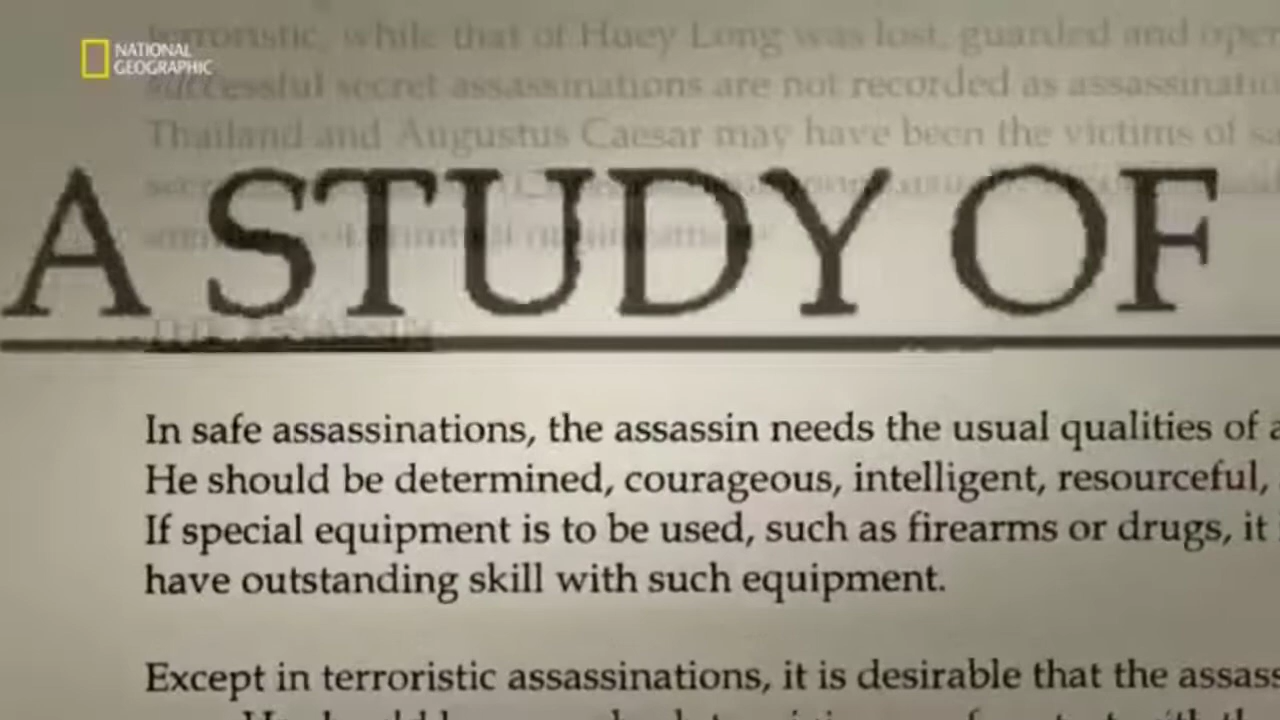 NATIONAL
GEOGRAPHIC
terroristic, while that of Huey Long was lost, guarded and
successful secret assassinations are not recorded as
Thailand and Augustus Caesar may have been the victims of
A STUDY OF
THE ASSASSIN
In safe assassinations, the assassin needs the usual qualities of a
He should be determined, courageous, intelligent, resourceful,
If special equipment is to be used, such as firearms or drugs, it
have outstanding skill with such equipment.
Except in terroristic assassinations, it is desirable that the